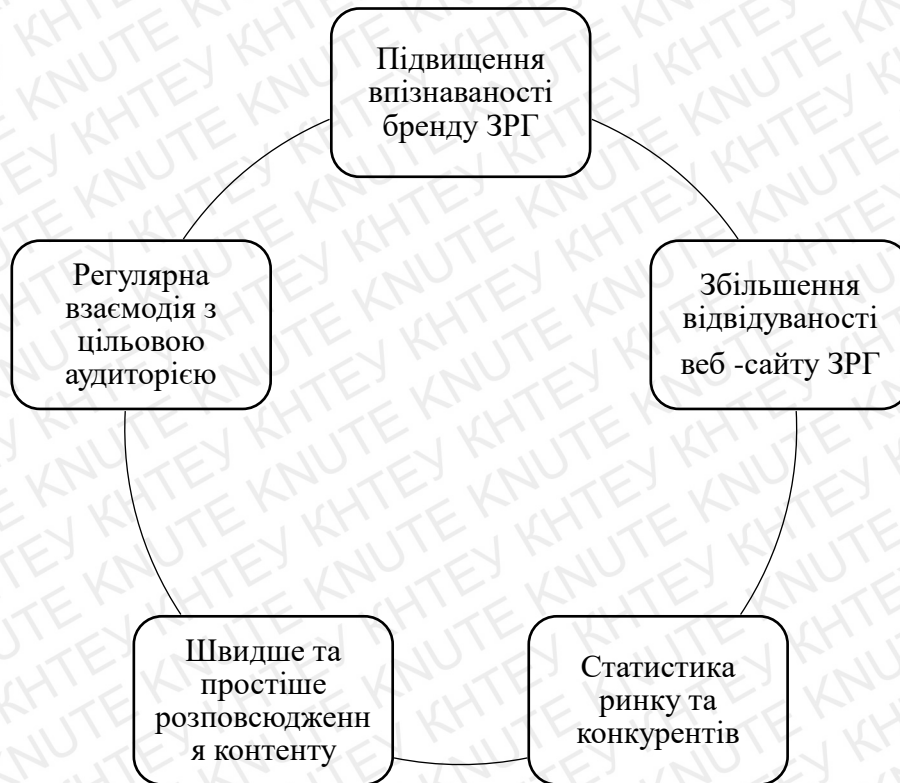 Підвищення
впізнаваності
бренду ЗРГ
Збільшення
відвідуваності
веб -сайту ЗРГ
Статистика
ринку та
конкурентів
Швидше та
простіше
розповсюдженн
я контенту
Регулярна
взаємодія з
цільовою
аудиторією